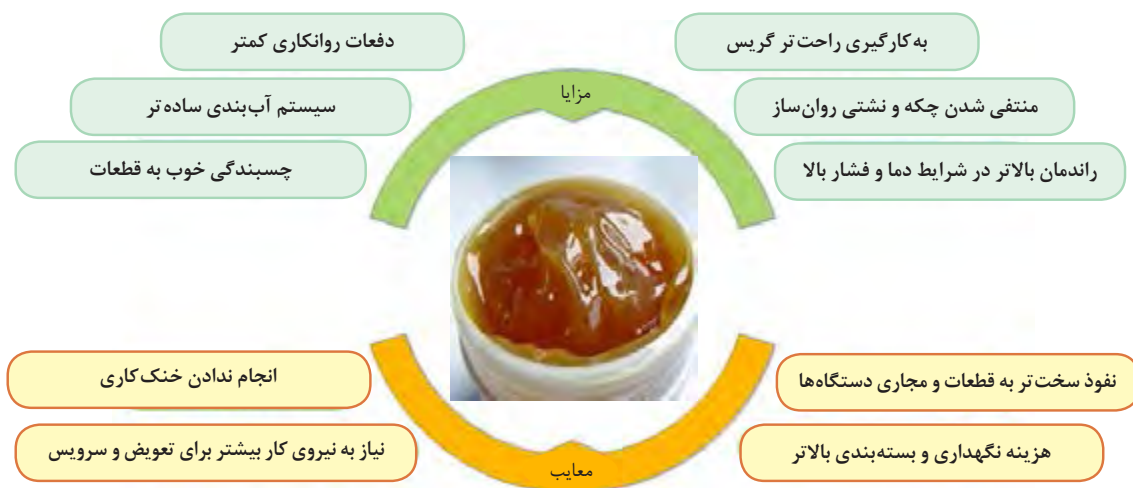 به‌کارگیری راحت‌تر گریس
دفعات روانکاری کمتر
مزایا
منتفی شدن چکه و نشتی روان‌ساز
سیستم آب‌بندی ساده‌تر
راندمان بالاتر در شرایط دما و فشار بالا
چسبندگی خوب به قطعات
نفوذ سخت‌تر به قطعات و مجاری دستگاه‌ها
انجام ندادن خنک‌کاری
هزینه نگهداری و بسته‌بندی بالاتر
نیاز به نیروی کار بیشتر برای تعویض و سرویس
معایب